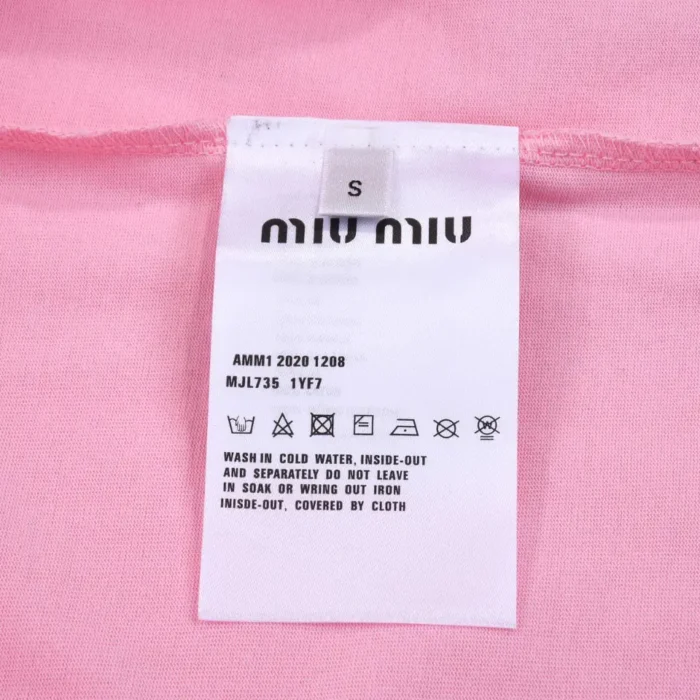 S
miu miu
AMM1 2020 1208
MJL735 1YF7
W
WASH IN COLD WATER, INSIDE-OUT
AND SEPARATELY DO NOT LEAVE
IN SOAK OR WRING OUT IRON
INISDE-OUT, COVERED BY CLOTH